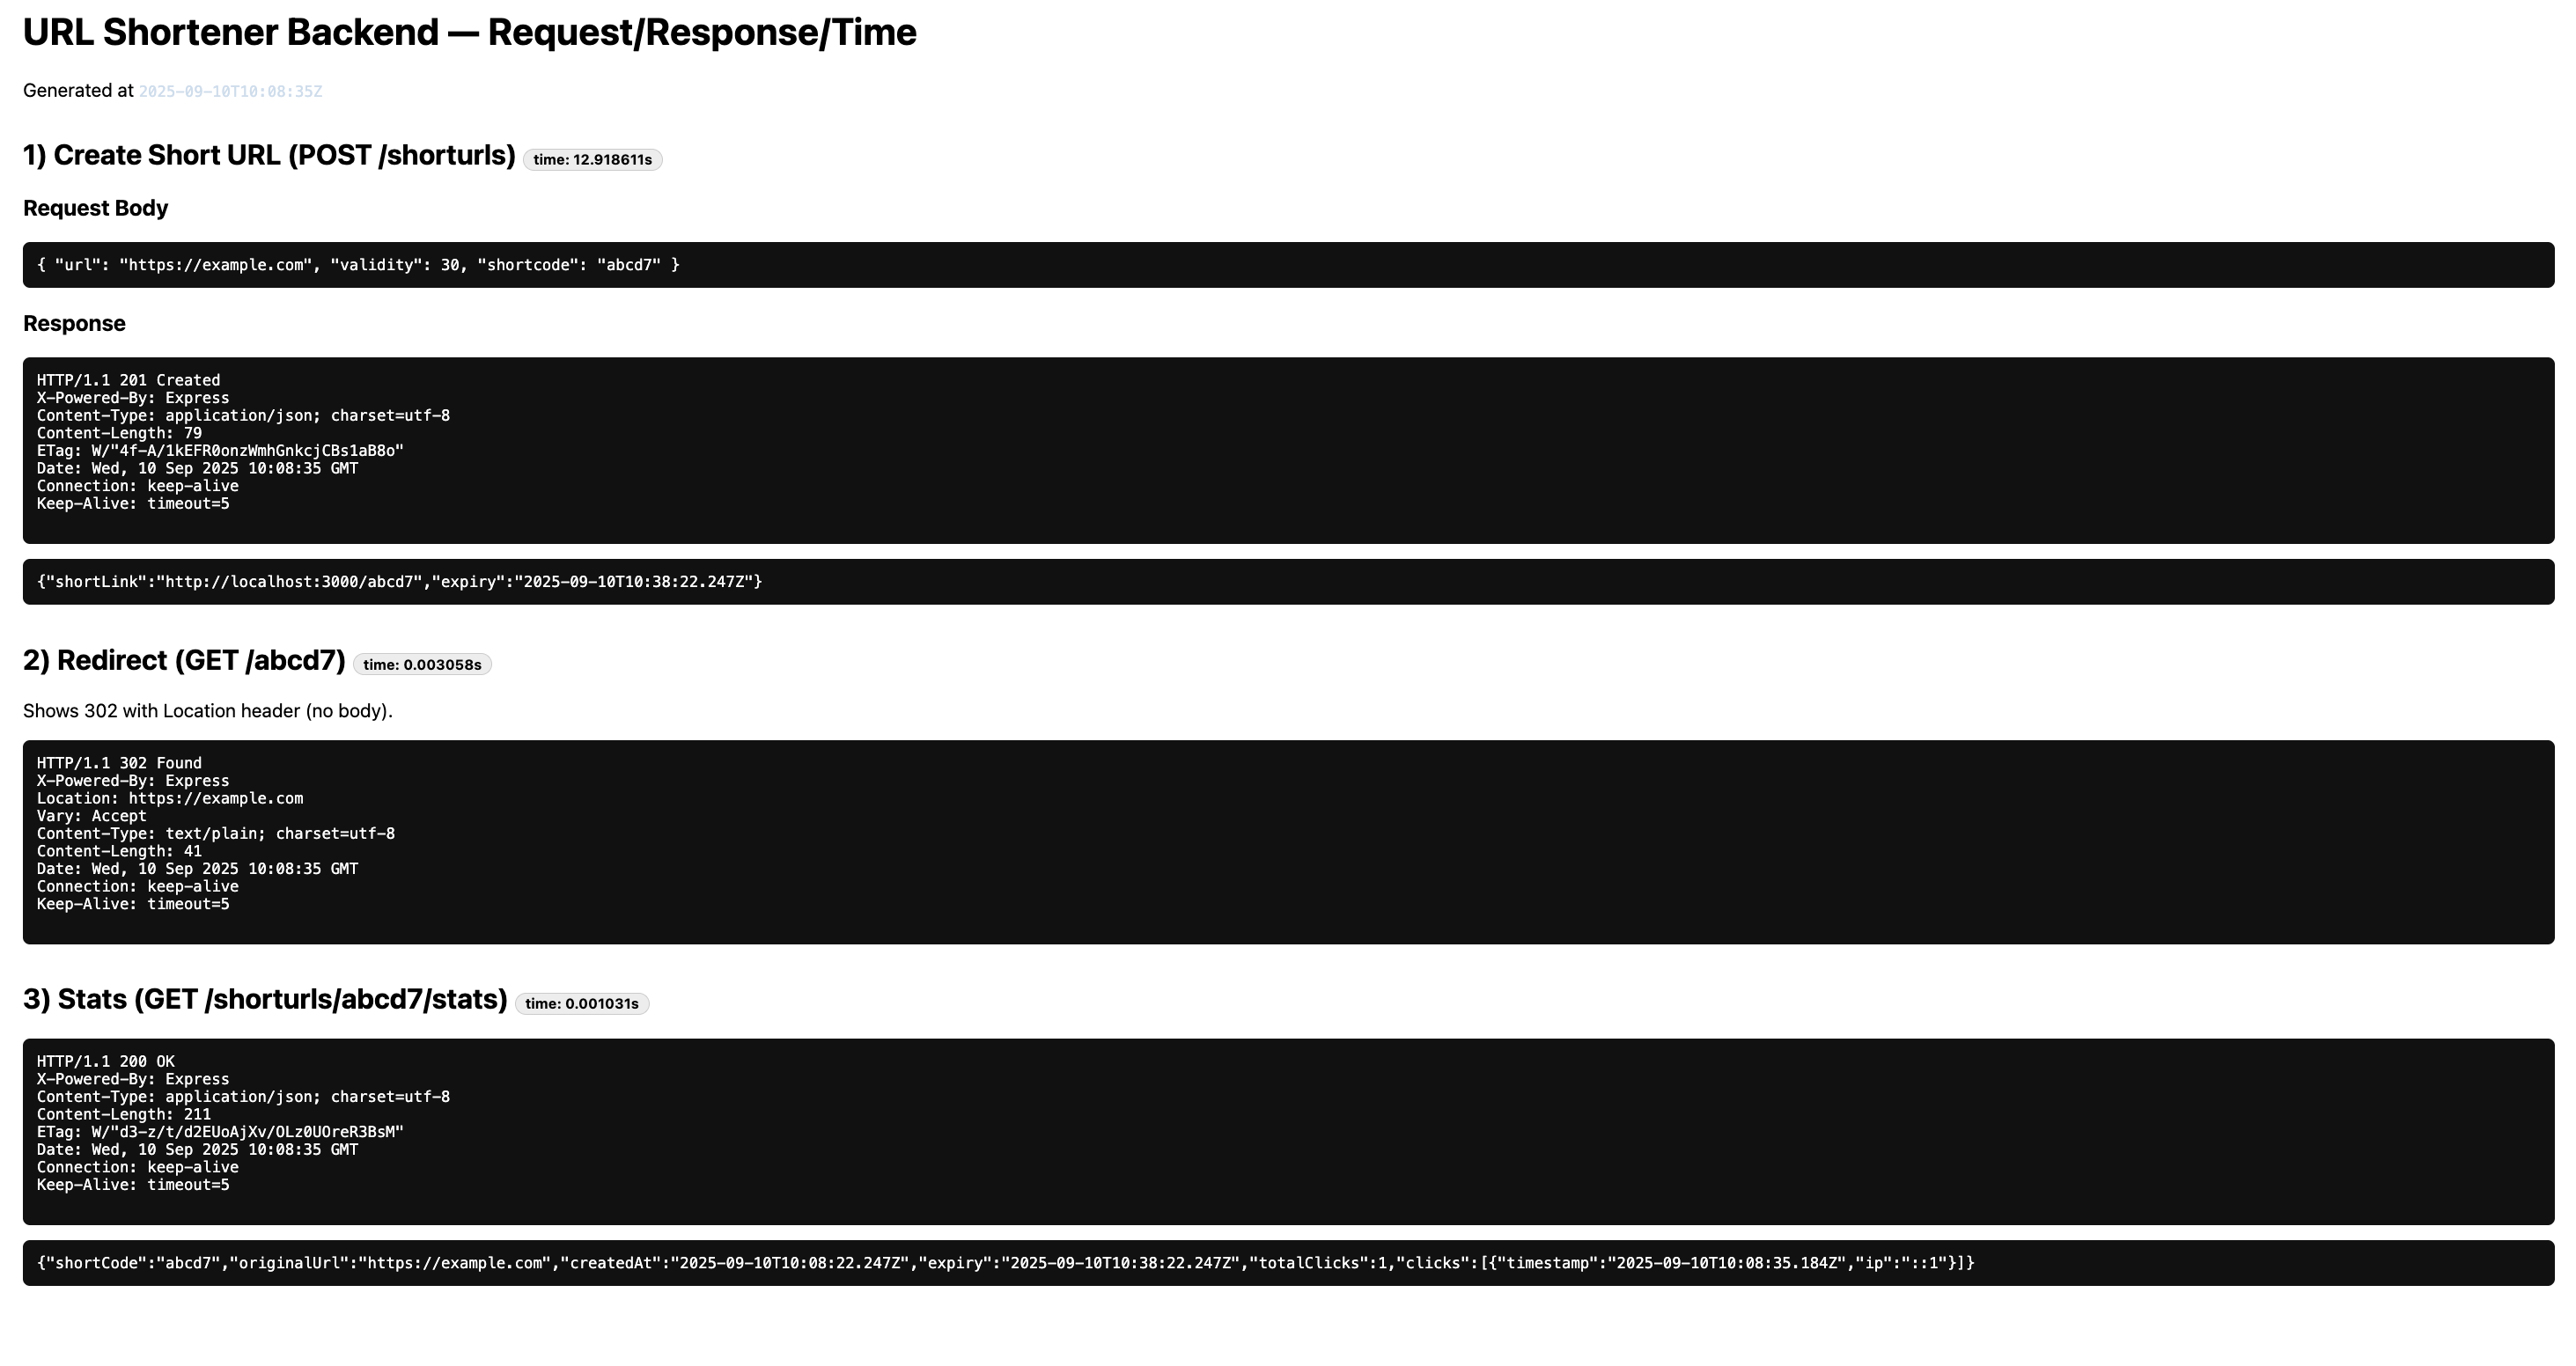 URL Shortener Backend — Request/Response/Time
Generated at 2025-09-10T10:08:35Z
1) Create Short URL (POST /shorturls) time: 12.918611s
Request Body
{ "url": "https://example.com", "validity": 30, "shortcode": "abcd7" }
Response
HTTP/1.1 201 Created
X-Powered-By: Express
Content-Type: application/json; charset=utf-8
Content-Length: 79
ETag: W/"4f-A/1kEFR0onzWmhGnkcjCBs1aB8o"
Date: Wed, 10 Sep 2025 10:08:35 GMT
Connection: keep-alive
Keep-Alive: timeout=5
{"shortLink":"http://localhost:3000/abcd7","expiry":"2025-09-10T10:38:22.247Z"}
2) Redirect (GET /abcd7) time: 0.003058s
Shows 302 with Location header (no body).
HTTP/1.1 302 Found
X-Powered-By: Express
Location: https://example.com
Vary: Accept
Content-Type: text/plain; charset=utf-8
Content-Length: 41
Date: Wed, 10 Sep 2025 10:08:35 GMT
Connection: keep-alive
Keep-Alive: timeout=5
3) Stats (GET /shorturls/abcd7/stats) time: 0.001031s
HTTP/1.1 200 OK
X-Powered-By: Express
Content-Type: application/json; charset=utf-8
Content-Length: 211
ETag: W/"d3-z/t/d2EUoAjXv/OLz0UOreR3BsM"
Date: Wed, 10 Sep 2025 10:08:35 GMT
Connection: keep-alive
Keep-Alive: timeout=5
{"shortCode":"abcd7","originalUrl":"https://example.com","createdAt":"2025-09-10T10:08:22.247Z","expiry":"2025-09-10T10:38:22.247Z","totalClicks":1,"clicks":[{"timestamp":"2025-09-10T10:08:35.184Z","ip":"::1"}]}